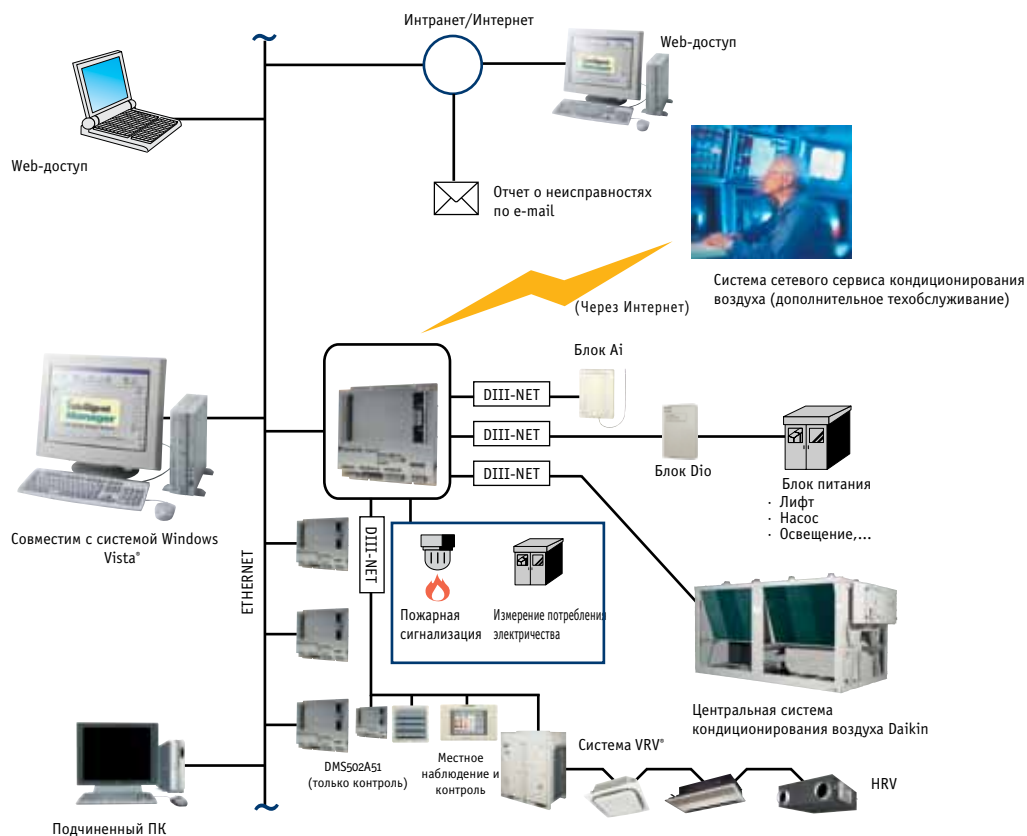 Интранет/Интернет
Web-доступ
Web-доступ
Отчет о неисправностях
по e-mail
Система сетевого сервиса кондиционирования
воздуха (дополнительное техобслуживание)
(Через Интернет)
Блок Ai
DIII-NET
DIII-NET
DIII-NET
Блок Dio
Блок питания
· Лифт
· Насос
· Освещение,...
Intelligent
Manager
Совместим с системой Windows
Vista®
ETHERNET
DIII-NET
Пожарная
сигнализация
Измерение потребления
электричества
Центральная система
кондиционирования воздуха Daikin
DMS502A51
(только контроль)
Местное
наблюдение и
контроль
Система VRV®
HRV
Подчиненный ПК